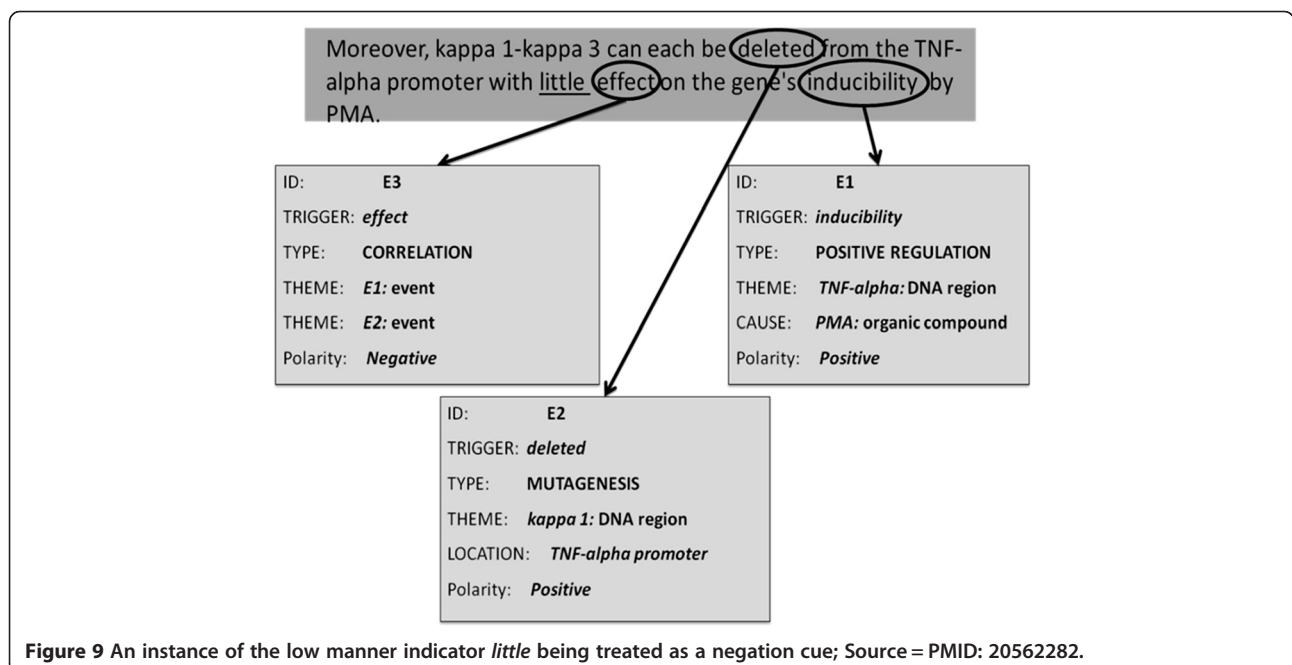 Moreover, kappa 1-kappa 3 can each be deleted from the TNF-
alpha promoter with little effect on the gene's inducibility by
PMA.
ID: E3
TRIGGER: effect
TYPE: CORRELATION
THEME: E1: event
THEME: E2: event
Polarity: Negative
ID: E1
TRIGGER: inducibility
TYPE: POSITIVE REGULATION
THEME: TNF-alpha: DNA region
CAUSE: PMA: organic compound
Polarity: Positive
ID: E2
TRIGGER: deleted
TYPE: MUTAGENESIS
THEME: kappa 1: DNA region
LOCATION: TNF-alpha promoter
Polarity: Positive
Figure 9 An instance of the low manner indicator little being treated as a negation cue; Source = PMID: 20562282.